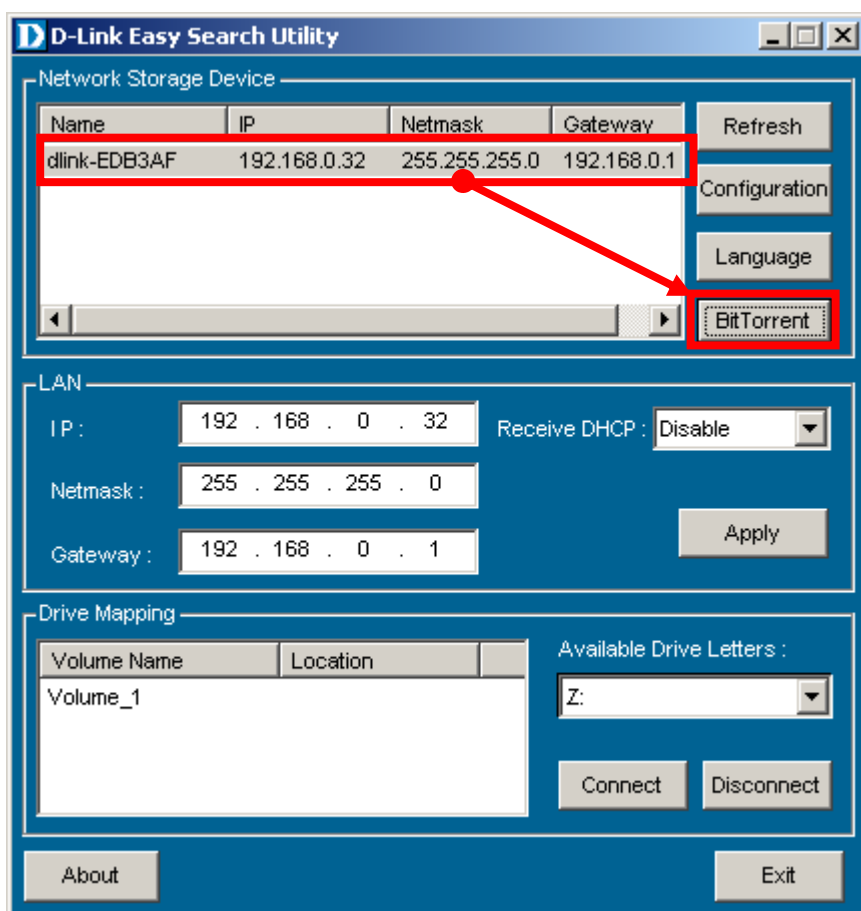 D-Link Easy Search Utility
Network Storage Device
Name IP Netmask Gateway
dlink-EDB3AF 192.168.0.32 255.255.255.0 192.168.0.1
Refresh
Configuration
Language
BitTorrent
LAN
IP :
192 . 168 . 0 . 32
Receive DHCP : Disable
Netmask :
255 . 255 . 255 . 0
Gateway :
192 . 168 . 0 . 1
Apply
Drive Mapping
Volume Name Location
Volume_1
Available Drive Letters :
Z:
Connect Disconnect
About Exit